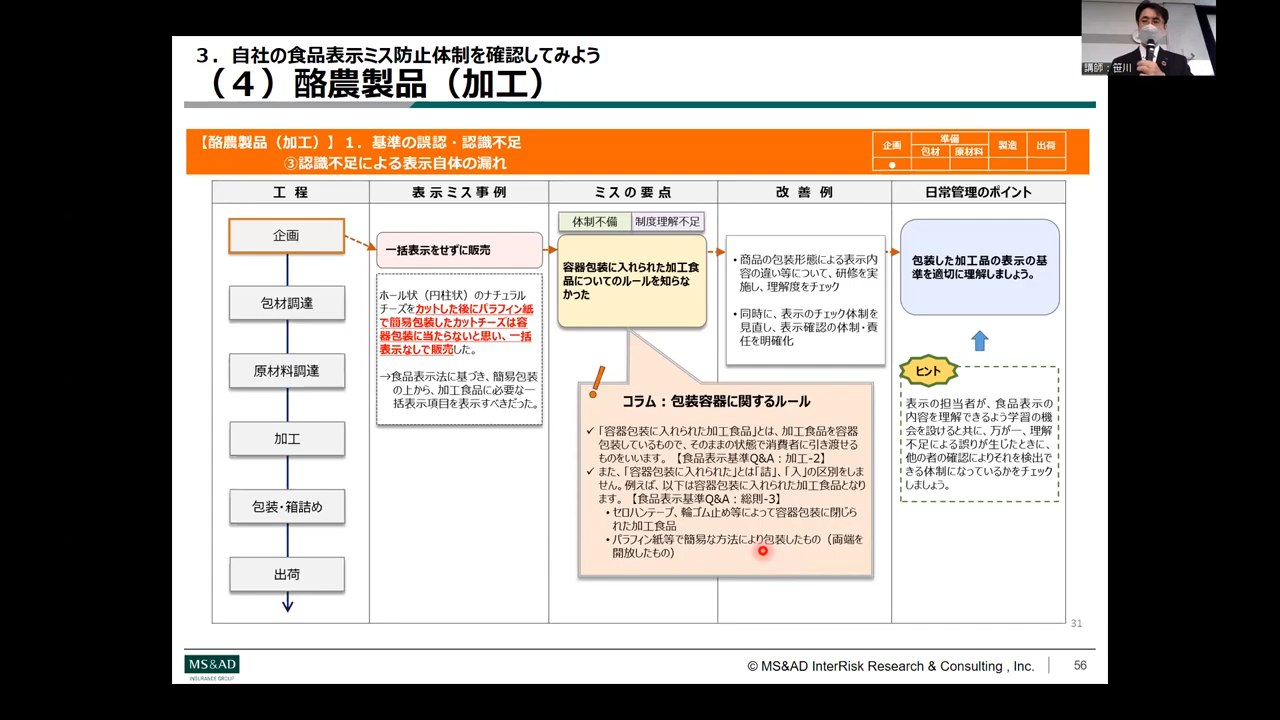 講師：笹川
３．自社の食品表示ミス防止体制を確認してみよう
（４）酪農製品（加工）
【酪農製品（加工）】１．基準の誤認・認識不足
③認識不足による表示自体の漏れ
企画
準備
包材
原材料
製造
出荷
●
工 程
表 示 ミ ス 事 例
ミ ス の 要 点
改 善 例
日常管理のポイント
企画
包材調達
原材料調達
加工
包装・箱詰め
出荷
一括表示をせずに販売
ホール状（円柱状）のナチュラル
チーズをカットした後にパラフィン紙
で簡易包装したカットチーズは容
器包装に当たらないと思い、一括
表示なしで販売した。
→食品表示法に基づき、簡易包装
の上から、加工食品に必要な一
括表示項目を表示すべきだった。
体制不備
制度理解不足
容器包装に入れられた加工食
品についてのルールを知らな
かった
・商品の包装形態による表示内
容の違い等について、研修を実
施し、理解度をチェック
・同時に、表示のチェック体制を
見直し、表示確認の体制・責
任を明確化
包装した加工品の表示の基
準を適切に理解しましょう。
ヒント
表示の担当者が、食品表示の
内容を理解できるよう学習の機
会を設けると共に、万が一、理解
不足による誤りが生じたときに、
他の者の確認によりそれを検出で
きる体制になっているかをチェック
しましょう。
コラム：包装容器に関するルール
✓「容器包装に入れられた加工食品」とは、加工食品を容器
包装しているもので、そのままの状態で消費者に引き渡せる
ものをいいます。【食品表示基準Q&A：加工-2】
✓また、「容器包装に入れられた」とは「詰」、「入」の区別をしま
せん。例えば、以下は容器包装に入れられた加工食品となり
ます。【食品表示基準Q&A：総則-3】
・セロハンテープ、輪ゴム止め等によって容器包装に閉じら
れた加工食品
・パラフィン紙等で簡易な方法により包装したもの（両端を
開放したもの）
31
MS&AD
INSURANCE GROUP
© MS&AD InterRisk Research & Consulting , Inc.
56